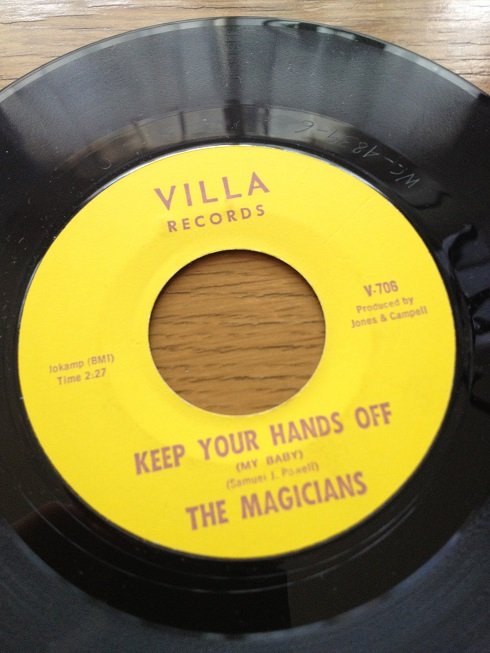 VILLA
RECORDS
V-706
Produced by
Jones & Campell
Jokamp (BMI)
Time 2:27
KEEP YOUR HANDS OFF
(MY BABY)
(Samuel J. Powell)
THE MAGICIANS